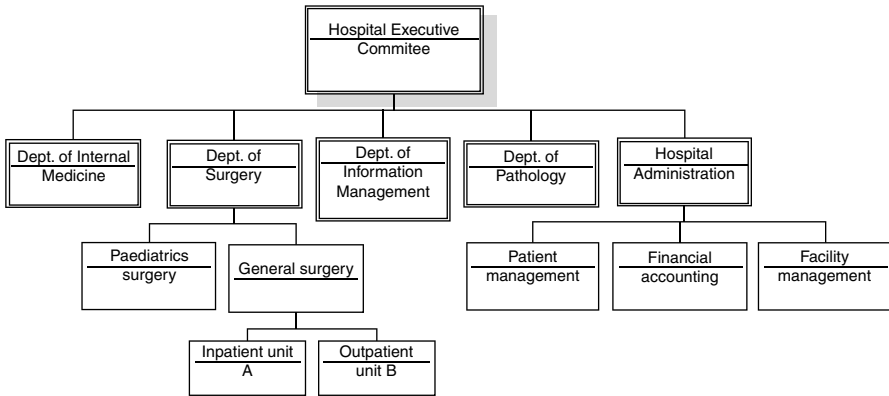 Hospital Executive
Commitee
Dept. of Internal
Medicine
Dept. of
Surgery
Dept. of
Information
Management
Dept. of
Pathology
Hospital
Administration
Paediatrics
surgery
General surgery
Patient
management
Financial
accounting
Facility
management
Inpatient unit
A
Outpatient
unit B